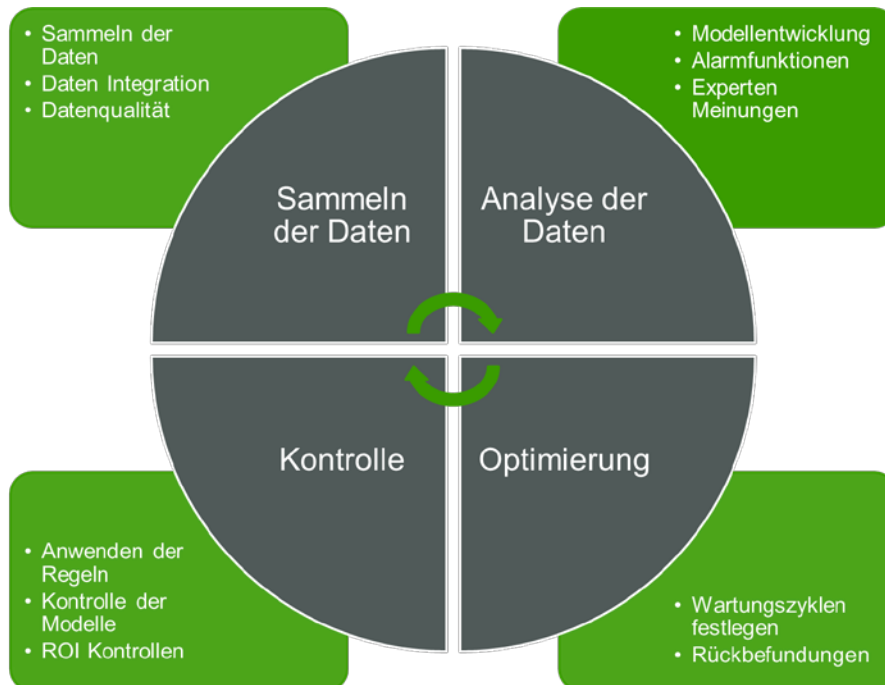 • Sammeln der
Daten
• Daten Integration
• Datenqualität
• Modellentwicklung
• Alarmfunktionen
• Experten
Meinungen
Sammeln
der Daten
Analyse der
Daten
Kontrolle
Optimierung
• Anwenden der
Regeln
• Kontrolle der
Modelle
• ROI Kontrollen
• Wartungszyklen
festlegen
• Rückbefundungen